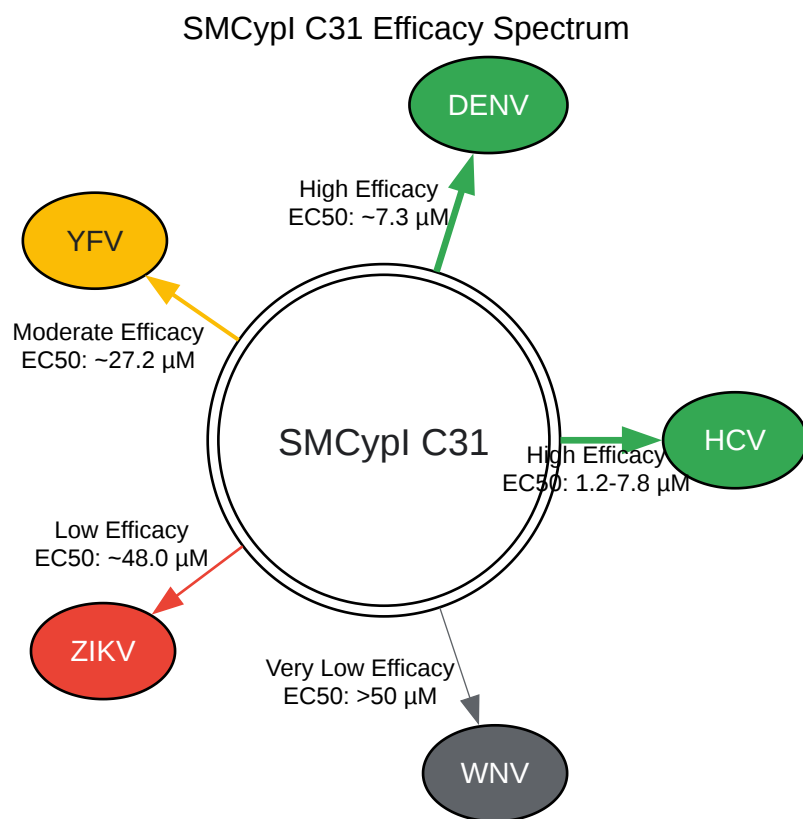 SMCypI C31 Efficacy Spectrum
DENV
High Efficacy
EC50: ~7.3 µM
YFV
Moderate Efficacy
EC50: ~27.2 µM
SMCypI C31
HCV
High Efficacy
EC50: 1.2-7.8 µM
Low Efficacy
EC50: ~48.0 µM
ZIKV
Very Low Efficacy
EC50: >50 µM
WNV